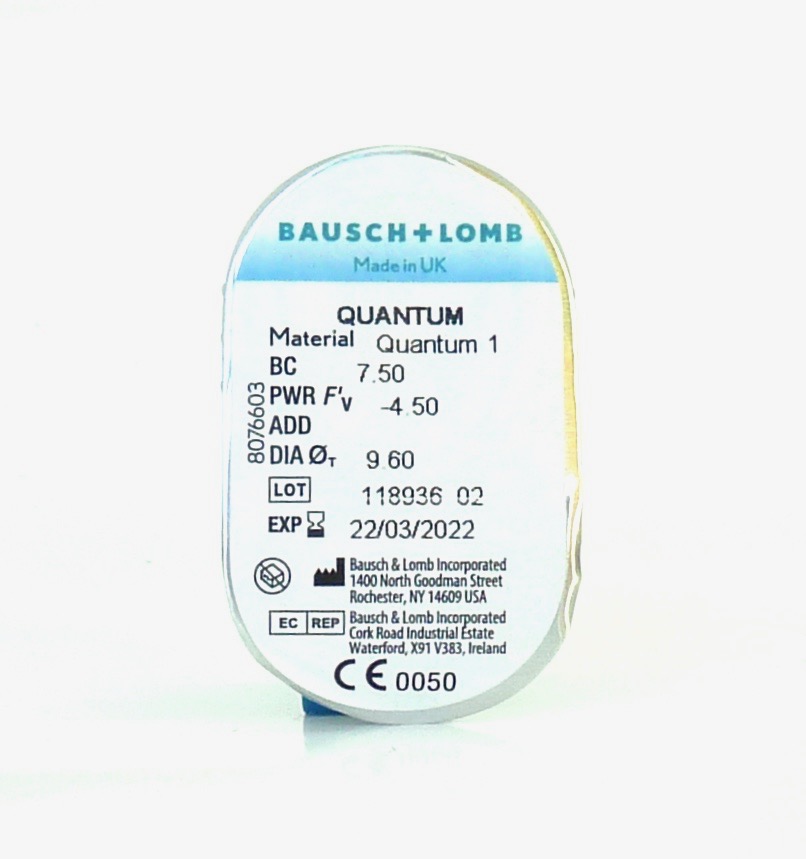 BAUSCH+LOMB
Made in UK
QUANTUM
Material Quantum 1
BC 7.50
PWR F'v -4.50
ADD
DIA ØT 9.60
LOT 118936 02
EXP 22/03/2022
8076603
Bausch & Lomb Incorporated
1400 North Goodman Street
Rochester, NY 14609 USA
EC REP Bausch & Lomb Incorporated
Cork Road Industrial Estate
Waterford, X91 V383, Ireland
CE 0050